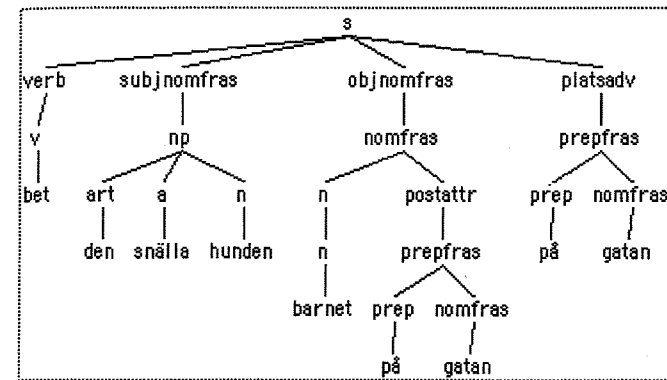 s
verb subjnomfras objnomfras platsadv
v np nomfras prepfras
bet art a n n postattr prep nomfras
den snälla hunden n prepfras på gatan
barnet prep nomfras
på gatan